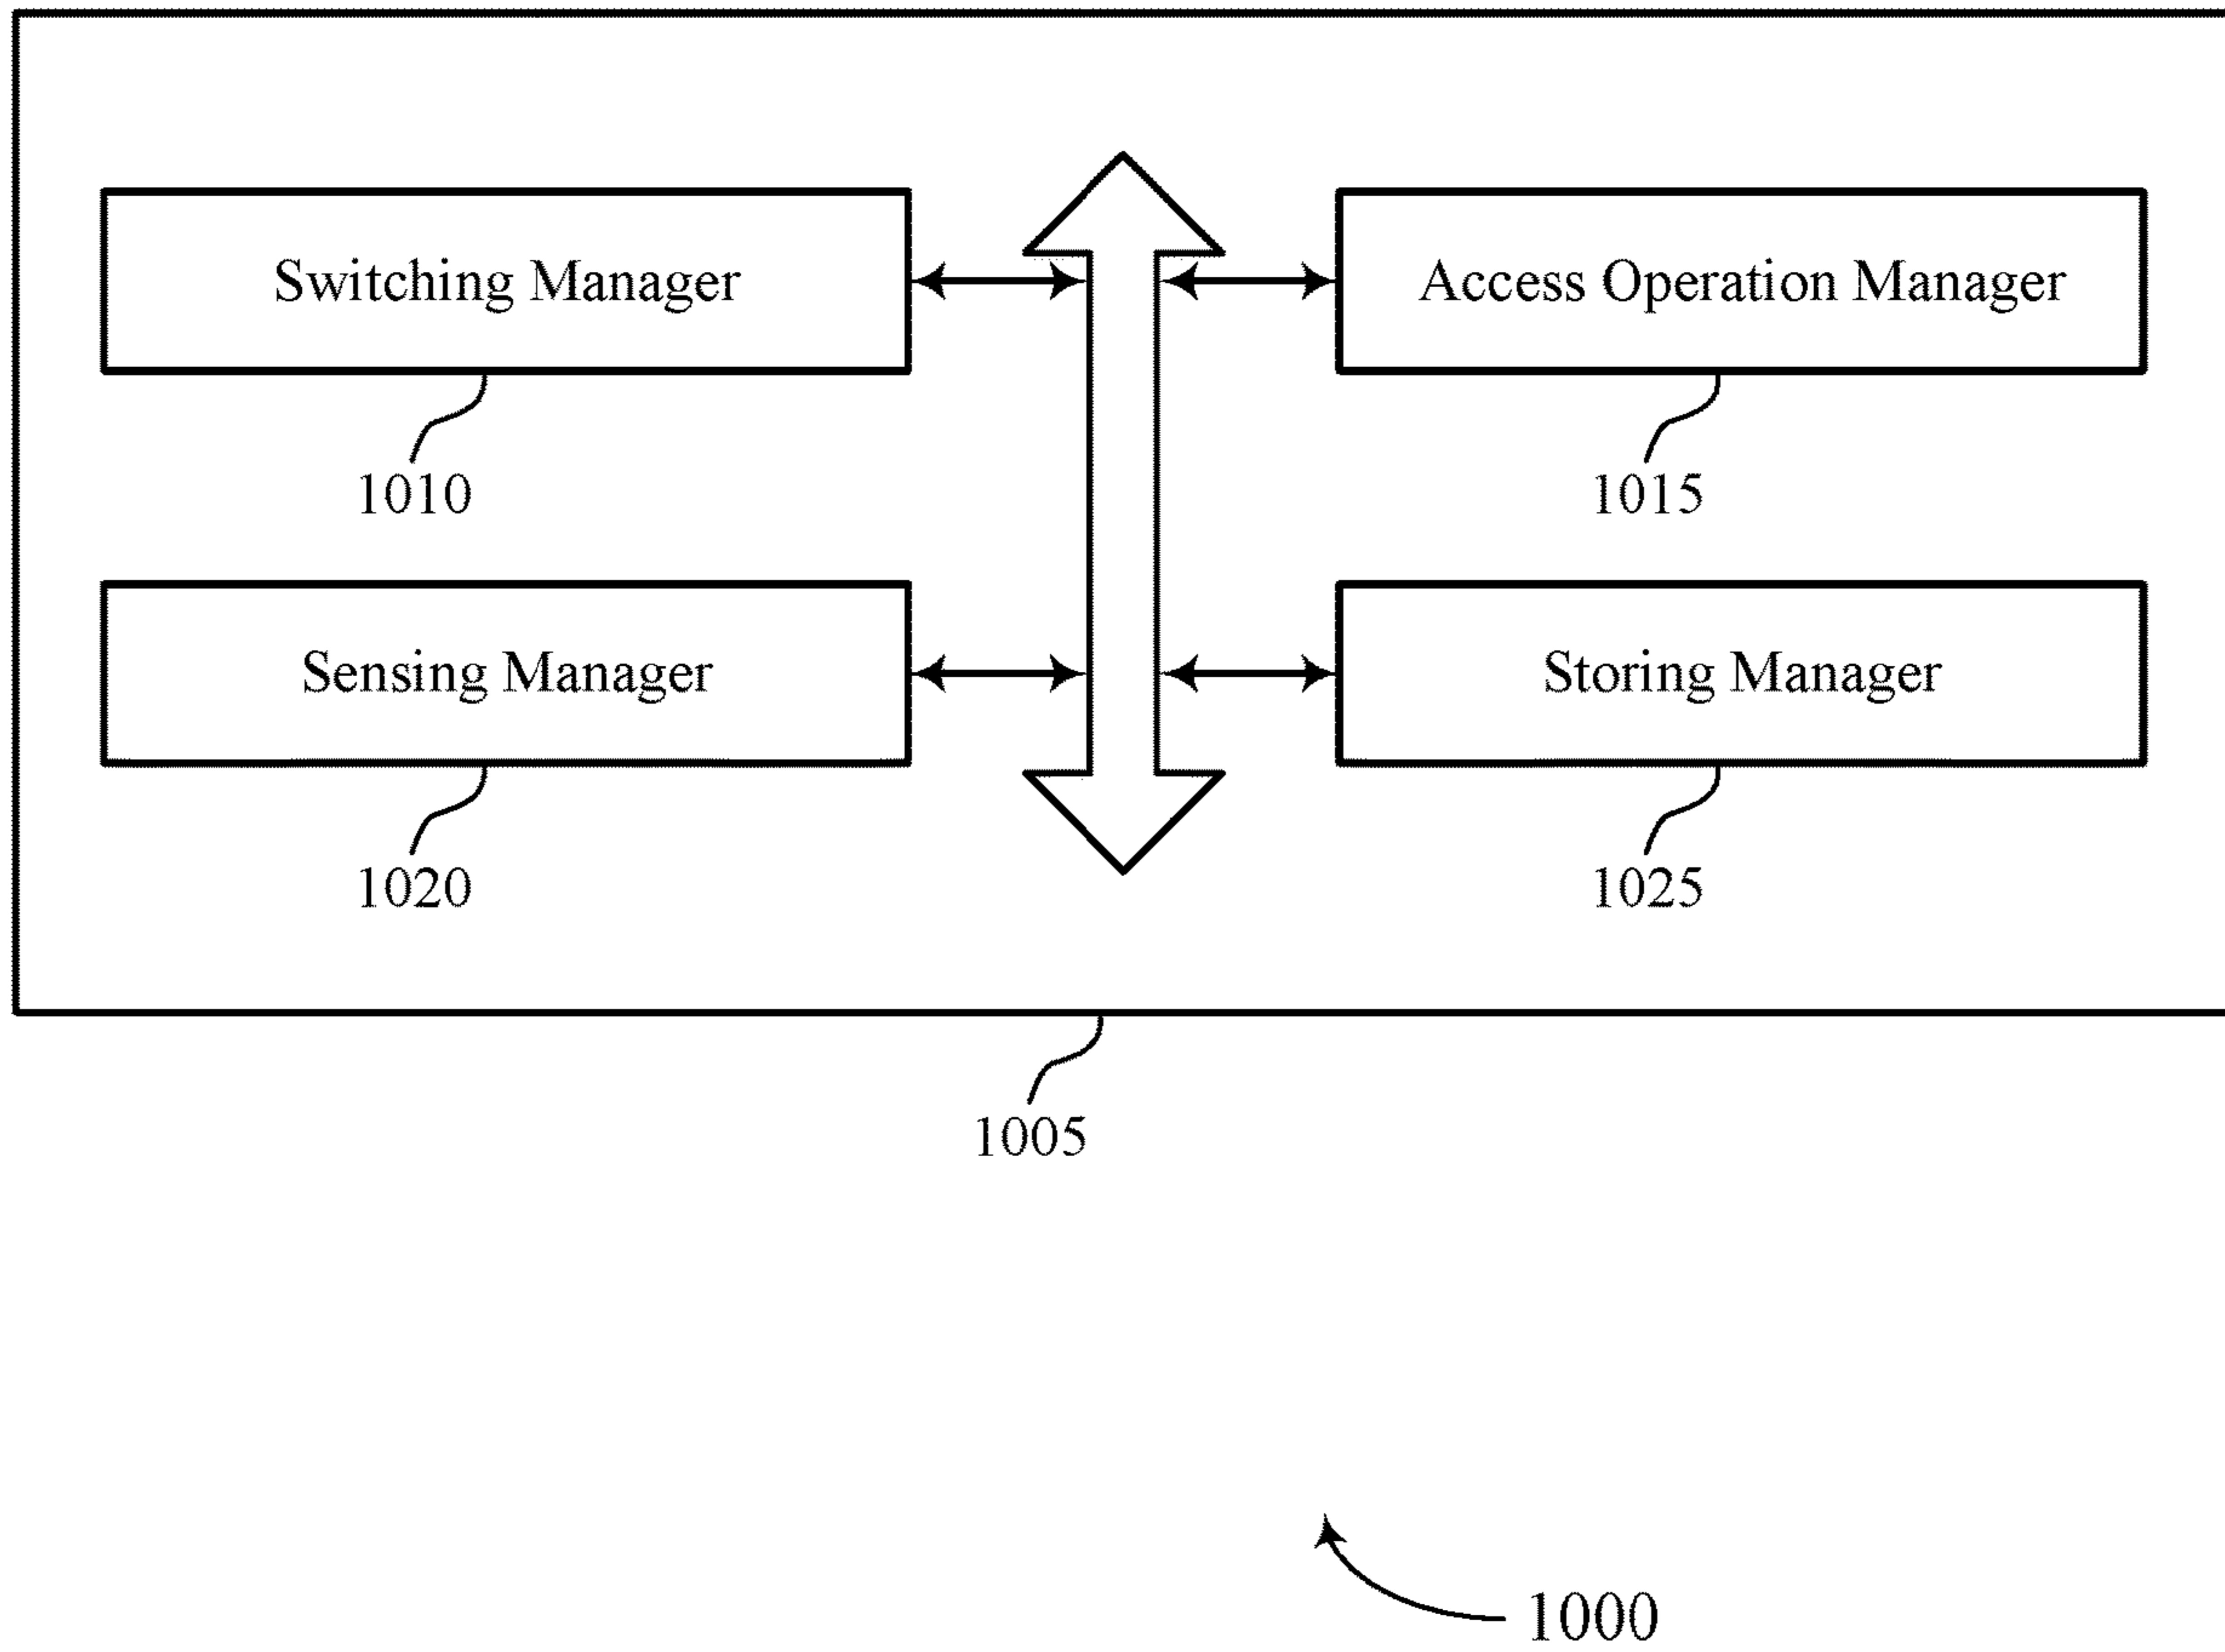 Switching Manager
Access Operation Manager
1010
1015
Sensing Manager
Storing Manager
1020
1025
1005
1000